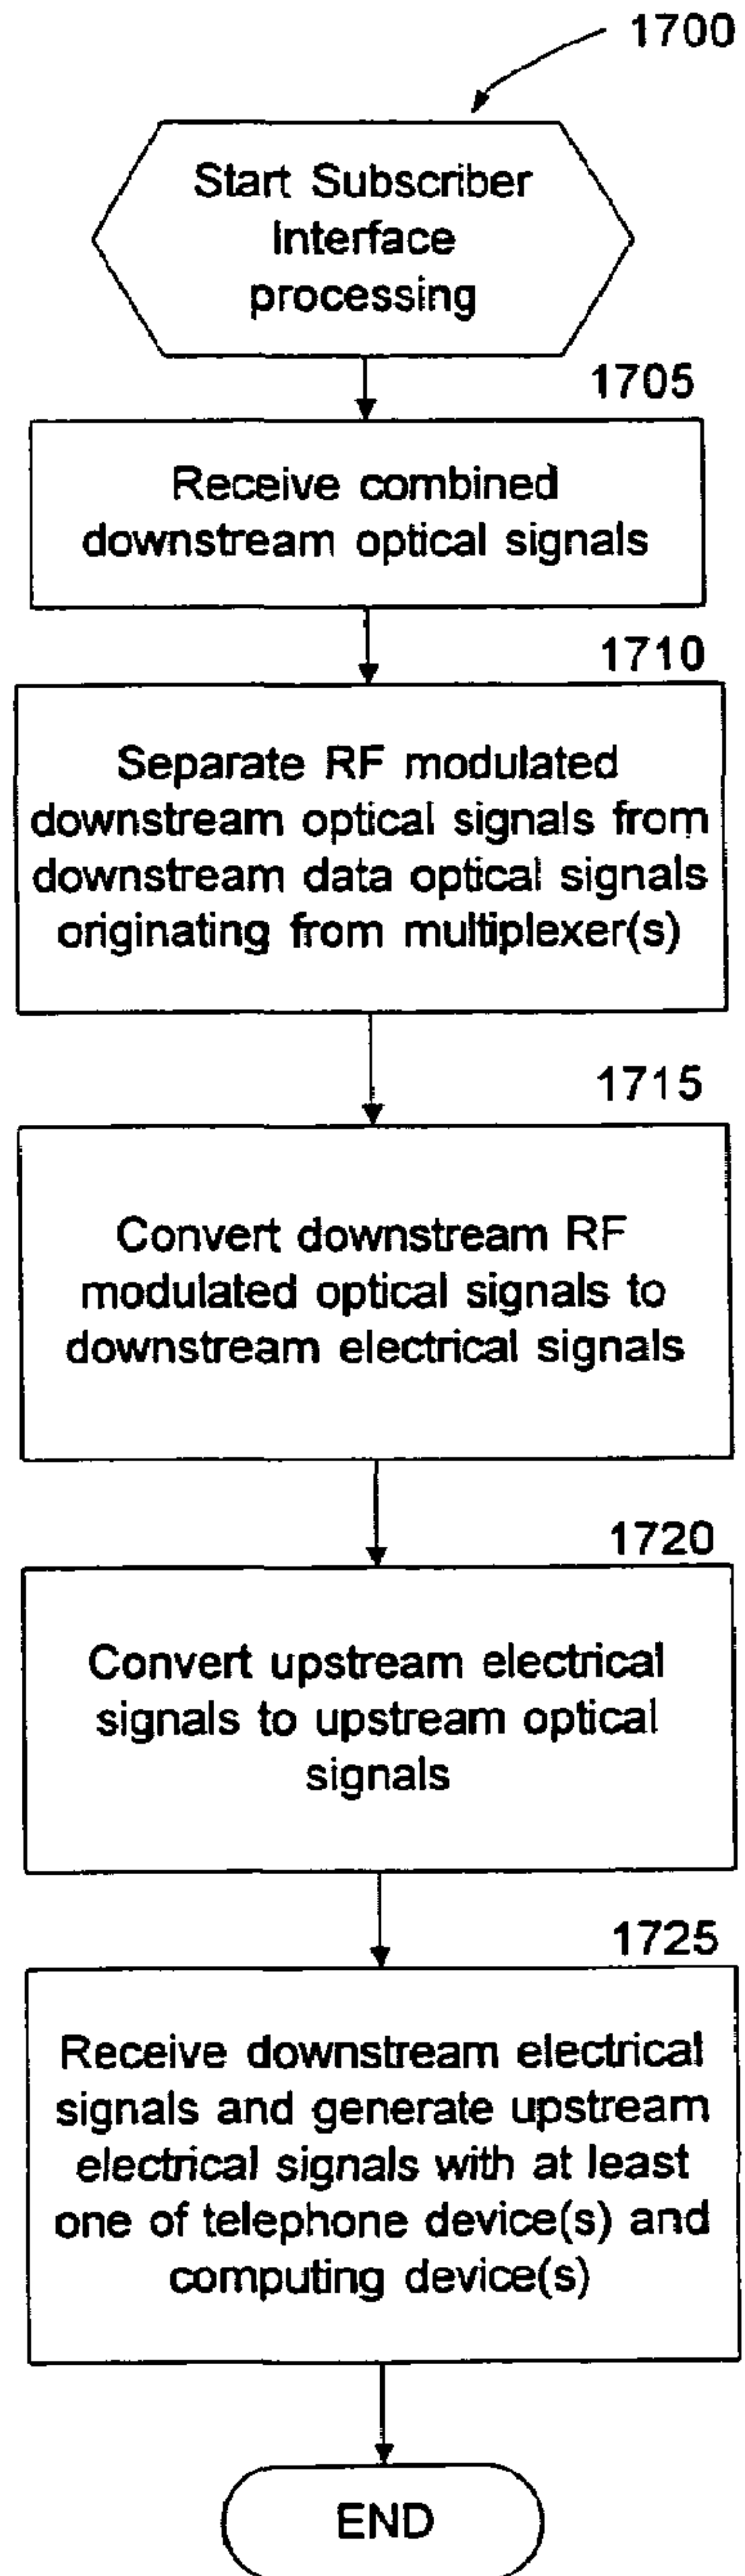 1700
Start Subscriber
Interface
processing
1705
Receive combined
downstream optical signals
1710
Separate RF modulated
downstream optical signals from
downstream data optical signals
originating from multiplexer(s)
1715
Convert downstream RF
modulated optical signals to
downstream electrical signals
1720
Convert upstream electrical
signals to upstream optical
signals
1725
Receive downstream electrical
signals and generate upstream
electrical signals with at least
one of telephone device(s) and
computing device(s)
END